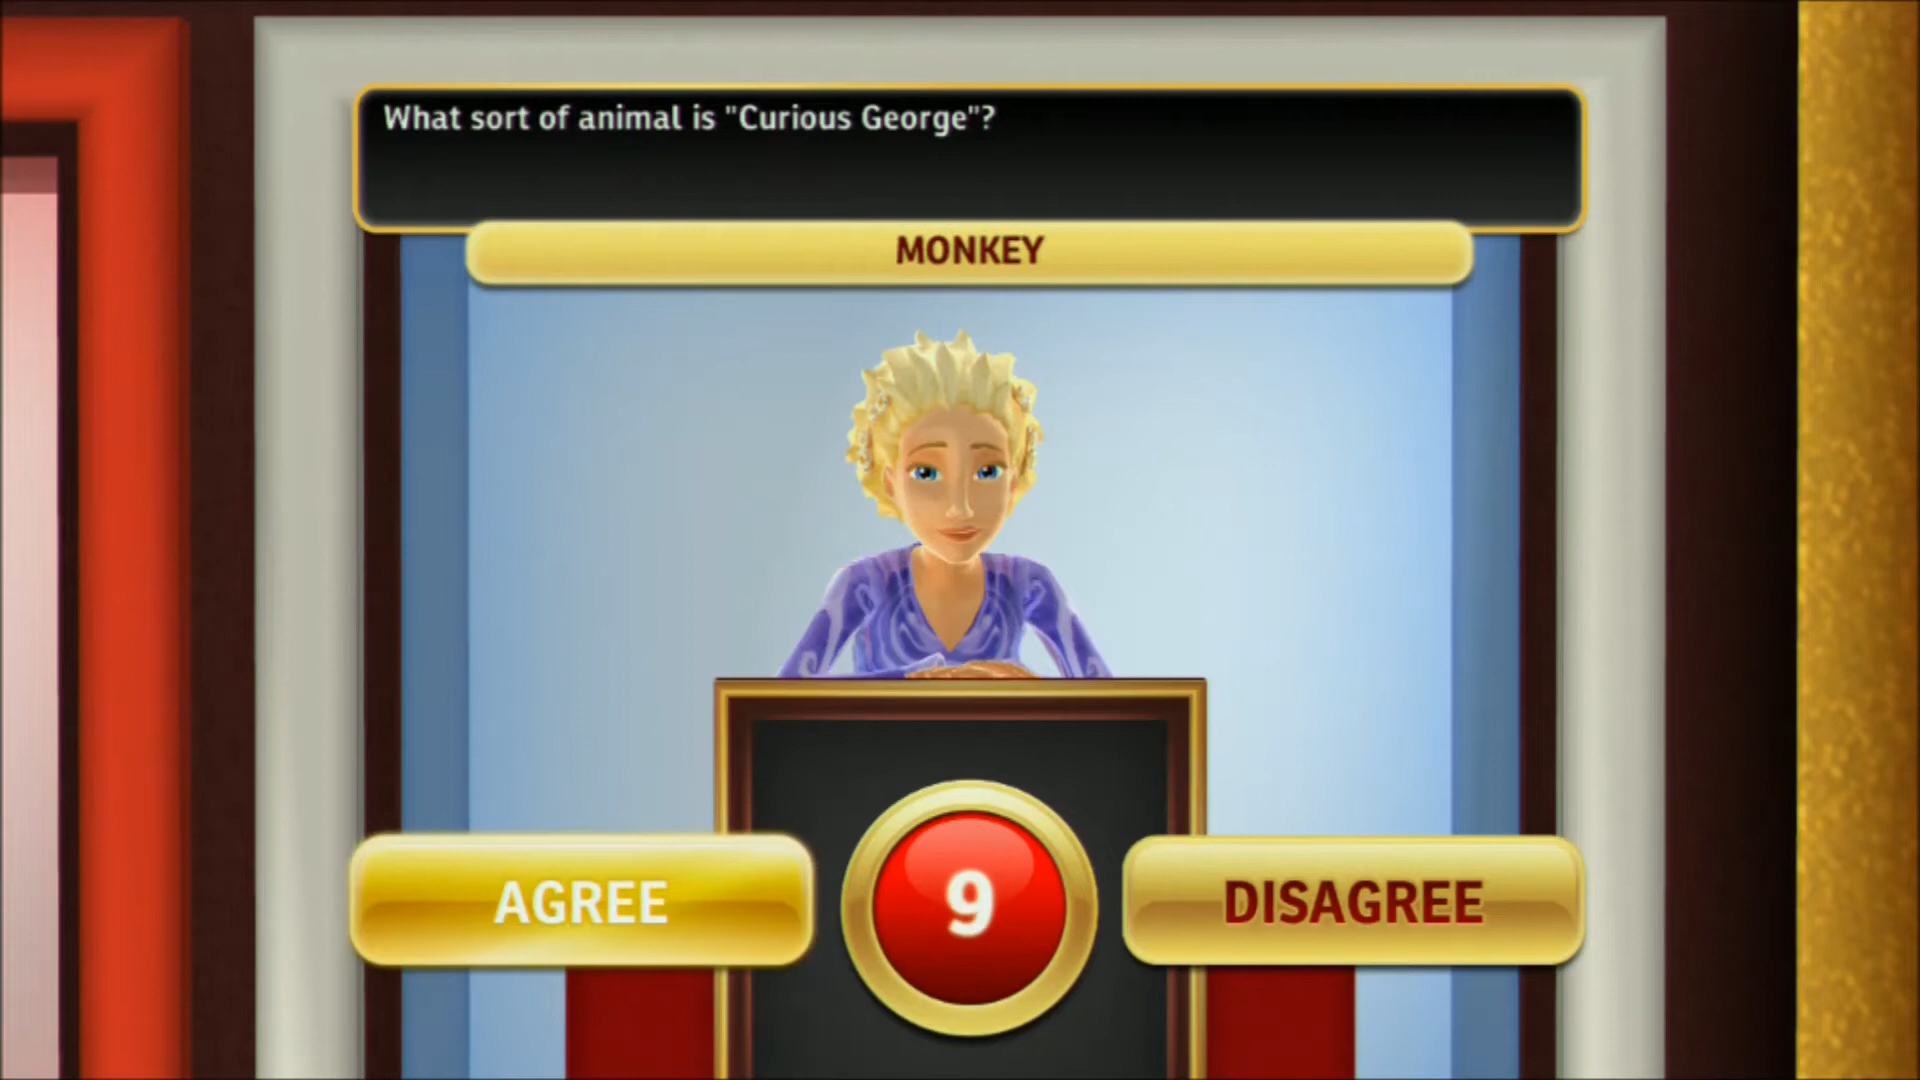 What sort of animal is "Curious George"?
MONKEY
AGREE
9
DISAGREE